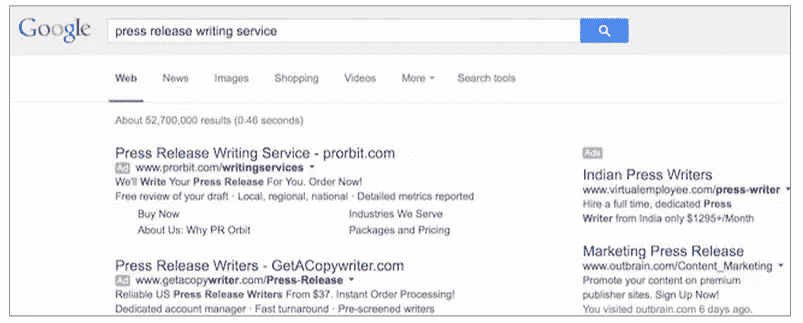 Google press release writing service
Web News Images Shopping Videos More Search tools
About 52,700,000 results (0.46 seconds)
Press Release Writing Service - prorbit.com
Ad www.prorbit.com/writingservices
We'll Write Your Press Release For You. Order Now!
Free review of your draft · Local, regional, national · Detailed metrics reported
Buy Now Industries We Serve
About Us: Why PR Orbit Packages and Pricing
Press Release Writers - GetACopywriter.com
Ad www.getacopywriter.com/Press-Release
Reliable US Press Release Writers From $37. Instant Order Processing!
Dedicated account manager · Fast turnaround · Pre-screened writers
Ads
Indian Press Writers
www.virtualemployee.com/press-writer
Hire a full time, dedicated Press
Writer from India only $1295+/Month
Marketing Press Release
www.outbrain.com/Content_Marketing
Promote your content on premium
publisher sites. Sign Up Now!
You visited outbrain.com 6 days ago.